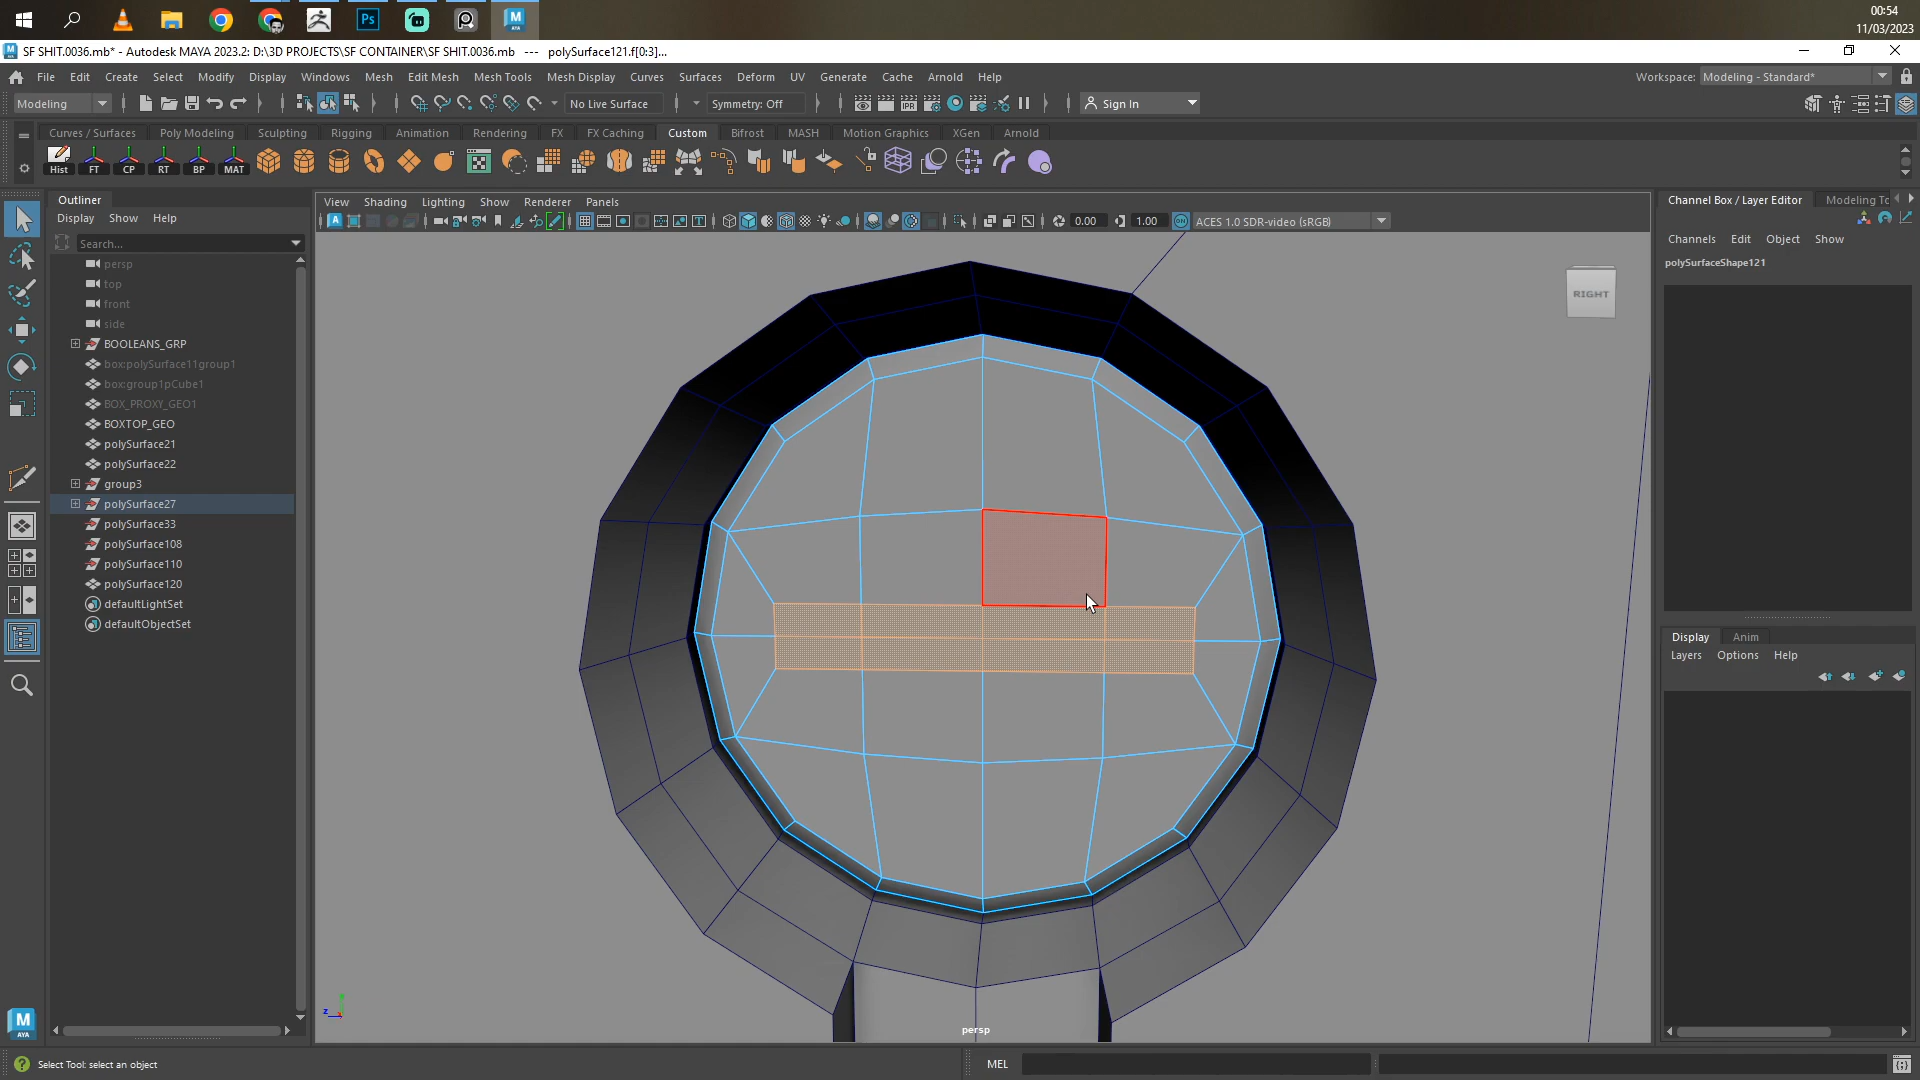 00:54
11/03/2023
Ps
M
SF SHIT.0036.mb* - Autodesk MAYA 2023.2: D:\3D PROJECTS\SF CONTAINER\SF SHIT.0036.mb --- polySurface121.f[0:3]...
File Edit Create Select Modify Display Windows Mesh Edit Mesh Mesh Tools Mesh Display Curves Surfaces Deform UV Generate Cache Arnold Help
Workspace: Modeling - Standard*
Modeling
No Live Surface
Symmetry: Off
IPR
Sign In
Curves / Surfaces Poly Modeling Sculpting Rigging Animation Rendering FX FX Caching Custom Bifrost MASH Motion Graphics XGen Arnold
Hist FT CP RT BP MAT
Outliner
Display Show Help
Search...
persp
top
front
side
BOOLEANS_GRP
box:polySurface11group1
box:group1pCube1
BOX_PROXY_GEO1
BOXTOP_GEO
polySurface21
polySurface22
group3
polySurface27
polySurface33
polySurface108
polySurface110
polySurface120
defaultLightSet
defaultObjectSet
View Shading Lighting Show Renderer Panels
0.00
1.00
ACES 1.0 SDR-video (sRGB)
RIGHT
persp
z
Channel Box / Layer Editor
Modeling To
Channels Edit Object Show
polySurfaceShape121
Display Anim
Layers Options Help
M
AYA
Select Tool: select an object
MEL